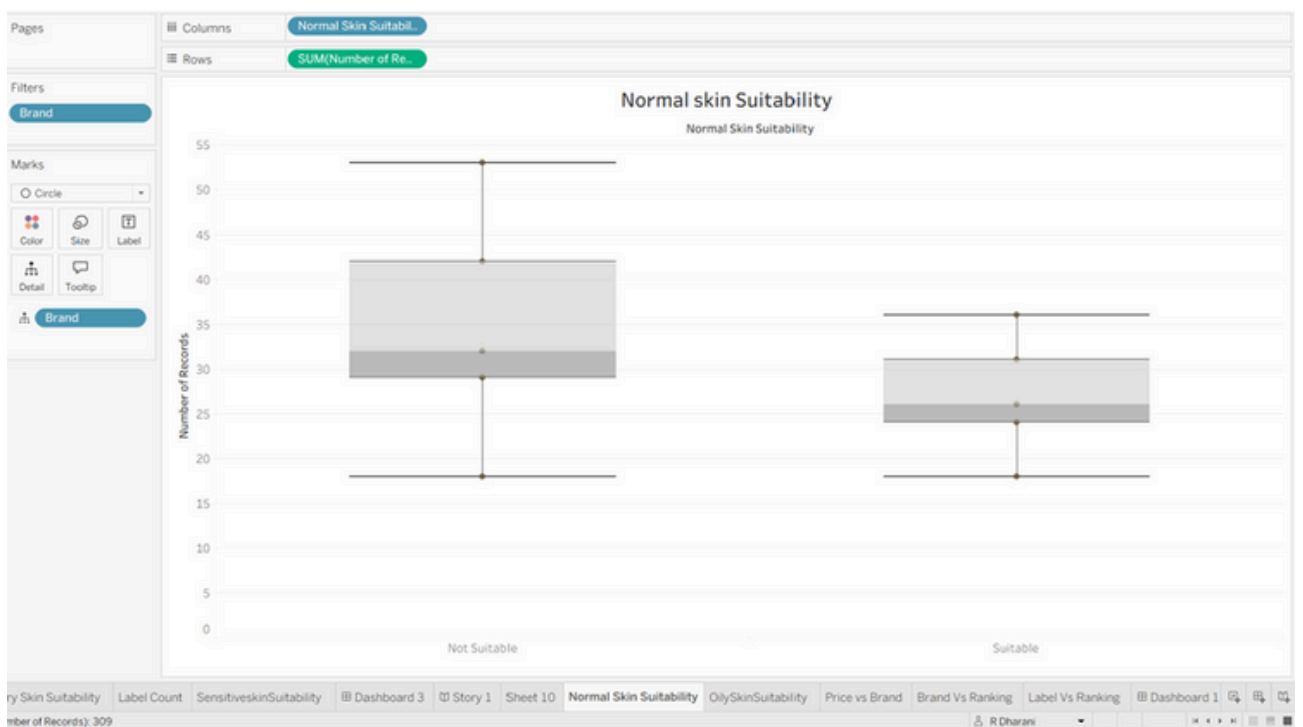 Pages
Columns
Normal Skin Suitabil..
Rows
SUM(Number of Re..
Filters
Brand
Marks
Circle
Color Size Label
Detail Tooltip
Brand
Normal skin Suitability
Normal Skin Suitability
Number of Records
55
50
45
40
35
30
25
20
15
10
5
0
Not Suitable Suitable
ry Skin Suitability Label Count SensitiveskinSuitability Dashboard 3 Story 1 Sheet 10 Normal Skin Suitability OilySkinSuitability Price vs Brand Brand Vs Ranking Label Vs Ranking Dashboard 1
mber of Records): 309 R Dharani